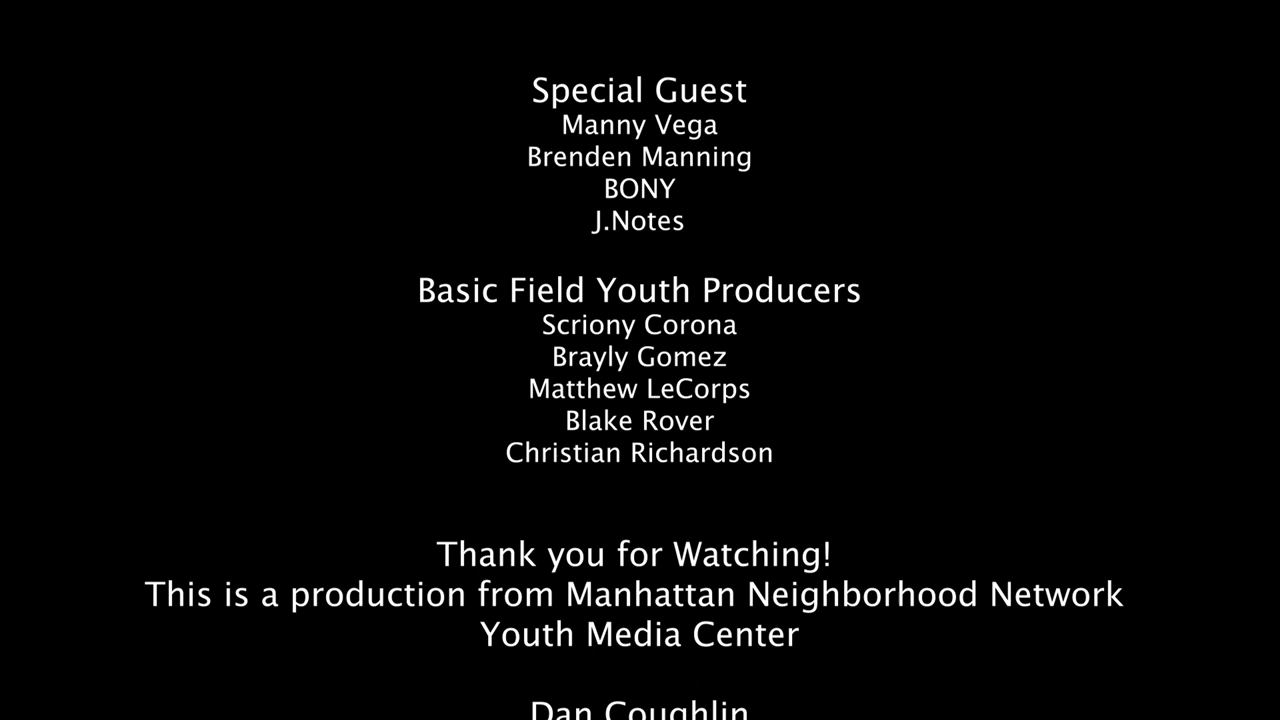 Special Guest
Manny Vega
Brenden Manning
BONY
J.Notes
Basic Field Youth Producers
Scriony Corona
Brayly Gomez
Matthew LeCorps
Blake Rover
Christian Richardson
Thank you for Watching!
This is a production from Manhattan Neighborhood Network
Youth Media Center
Dan Coughlin